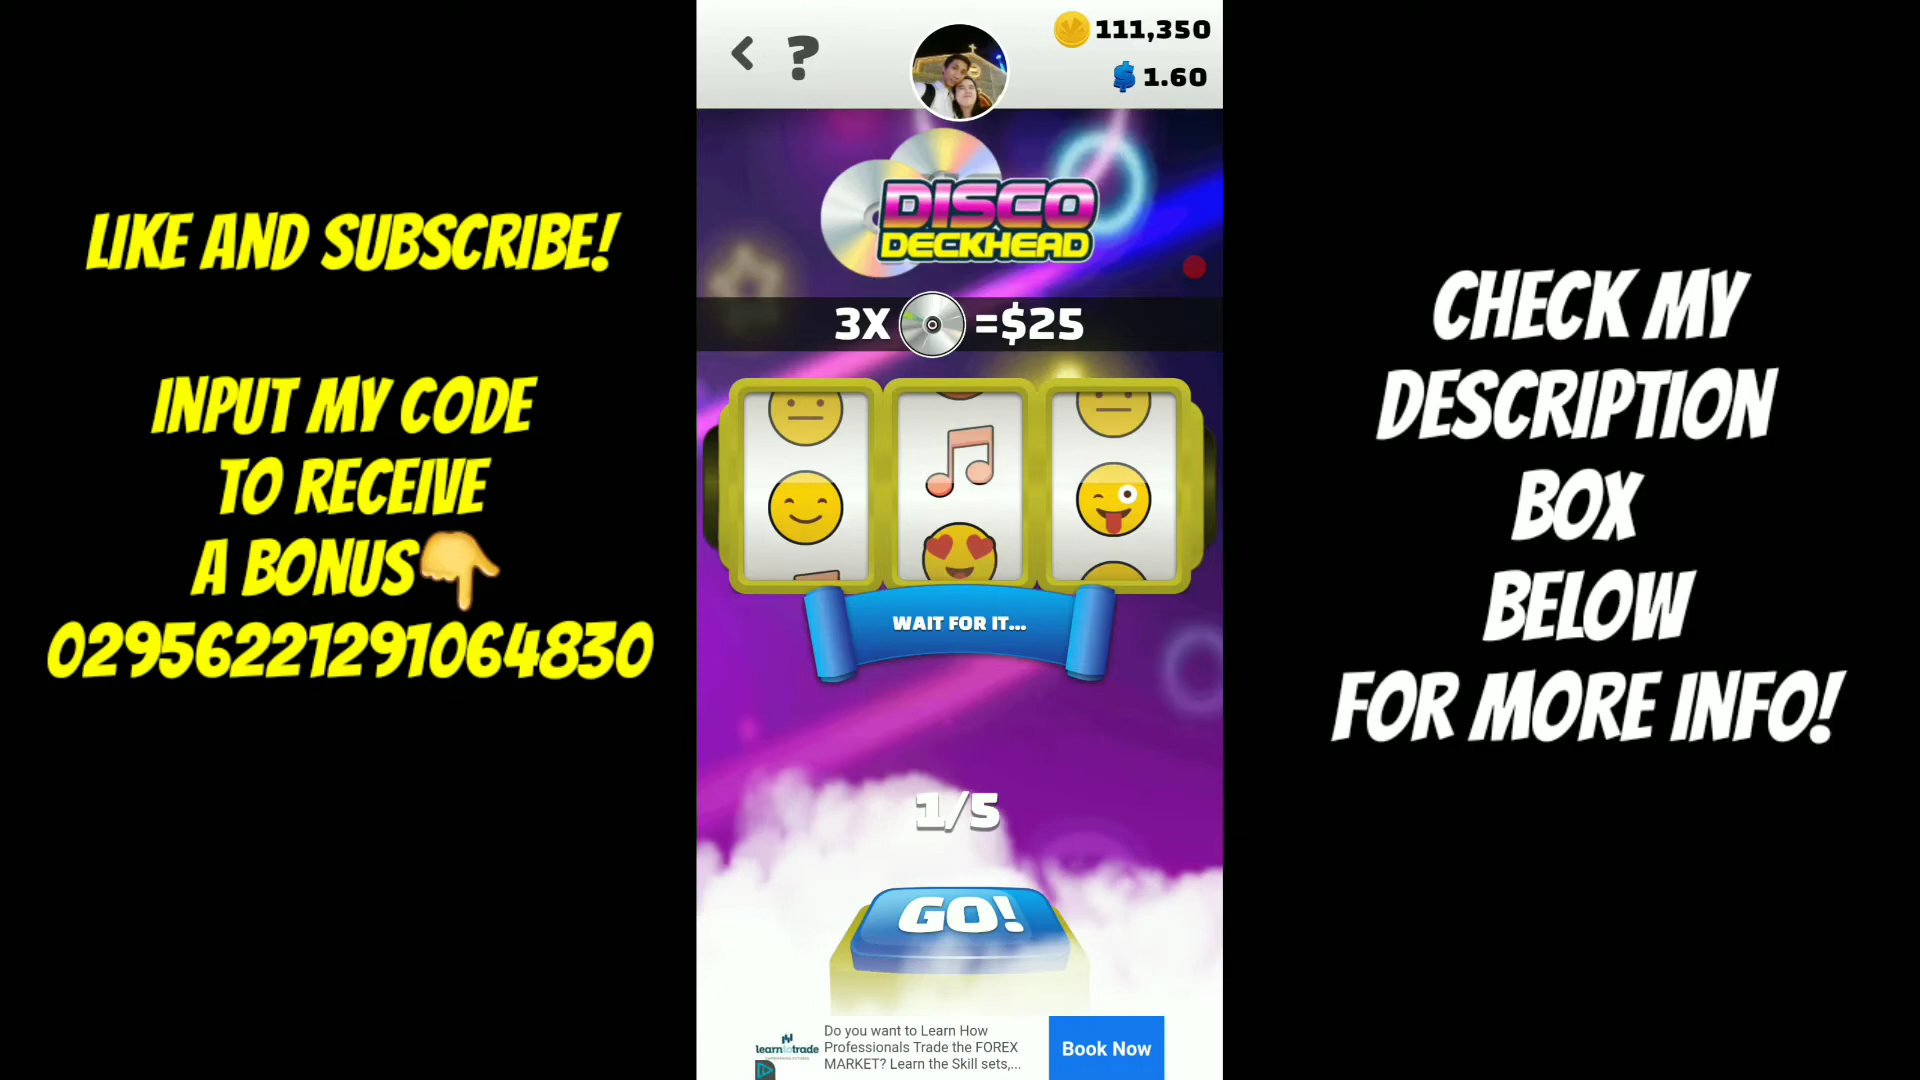 LIKE AND SUBSCRIBE!
INPUT MY CODE
TO RECEIVE
A BONUS👇
02956221291064830
?
111,350
$ 1.60
DISCO
DECKHEAD
3X =$25
WAIT FOR IT...
1/5
GO!
learntotrade
Do you want to Learn How
Professionals Trade the FOREX
MARKET? Learn the Skill sets,...
Book Now
CHECK MY
DESCRIPTION
BOX
BELOW
FOR MORE INFO!